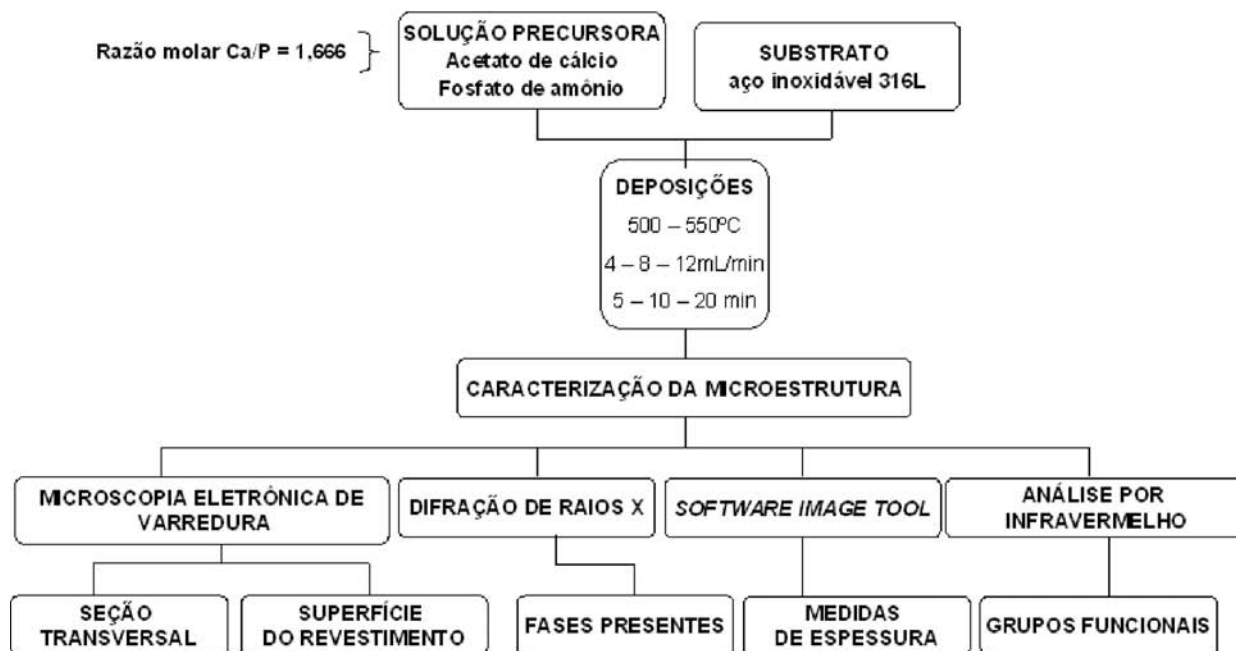 Razão molar Ca/P = 1,666
SOLUÇÃO PRECURSORA
Acetato de cálcio
Fosfato de amônio
SUBSTRATO
aço inoxidável 316L
DEPOSIÇÕES
500 – 550ºC
4 – 8 – 12mL/min
5 – 10 – 20 min
CARACTERIZAÇÃO DA MICROESTRUTURA
MICROSCOPIA ELETRÔNICA DE
VARREDURA
DIFRAÇÃO DE RAIOS X
SOFTWARE IMAGE TOOL
ANÁLISE POR
INFRAVERMELHO
SEÇÃO
TRANSVERSAL
SUPERFÍCIE
DO REVESTIMENTO
FASES PRESENTES
MEDIDAS
DE ESPESSURA
GRUPOS FUNCIONAIS